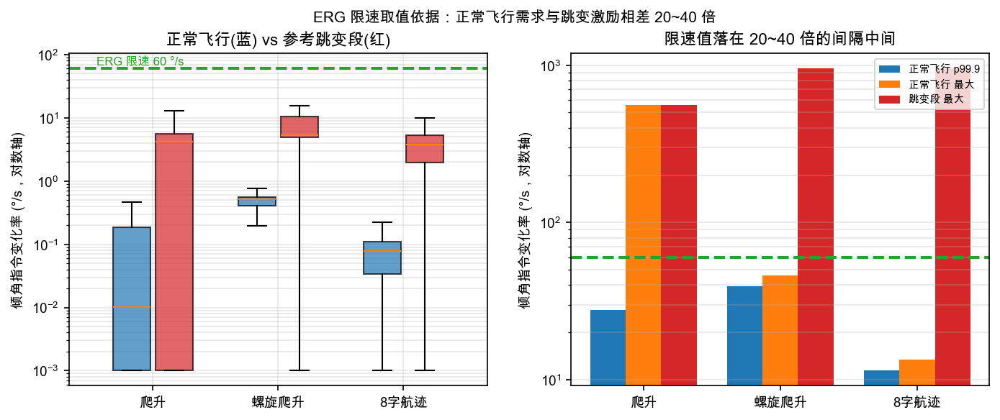 ERG 限速取值依据：正常飞行需求与跳变激励相差 20~40 倍
正常飞行(蓝) vs 参考跳变段(红)
倾角指令变化率 (°/s，对数轴)
10²
10¹
10⁰
10⁻¹
10⁻²
10⁻³
ERG 限速 60 °/s
爬升
螺旋爬升
8字航迹
限速值落在 20~40 倍的间隔中间
倾角指令变化率 (°/s，对数轴)
10³
10²
10¹
正常飞行 p99.9
正常飞行 最大
跳变段 最大
爬升
螺旋爬升
8字航迹